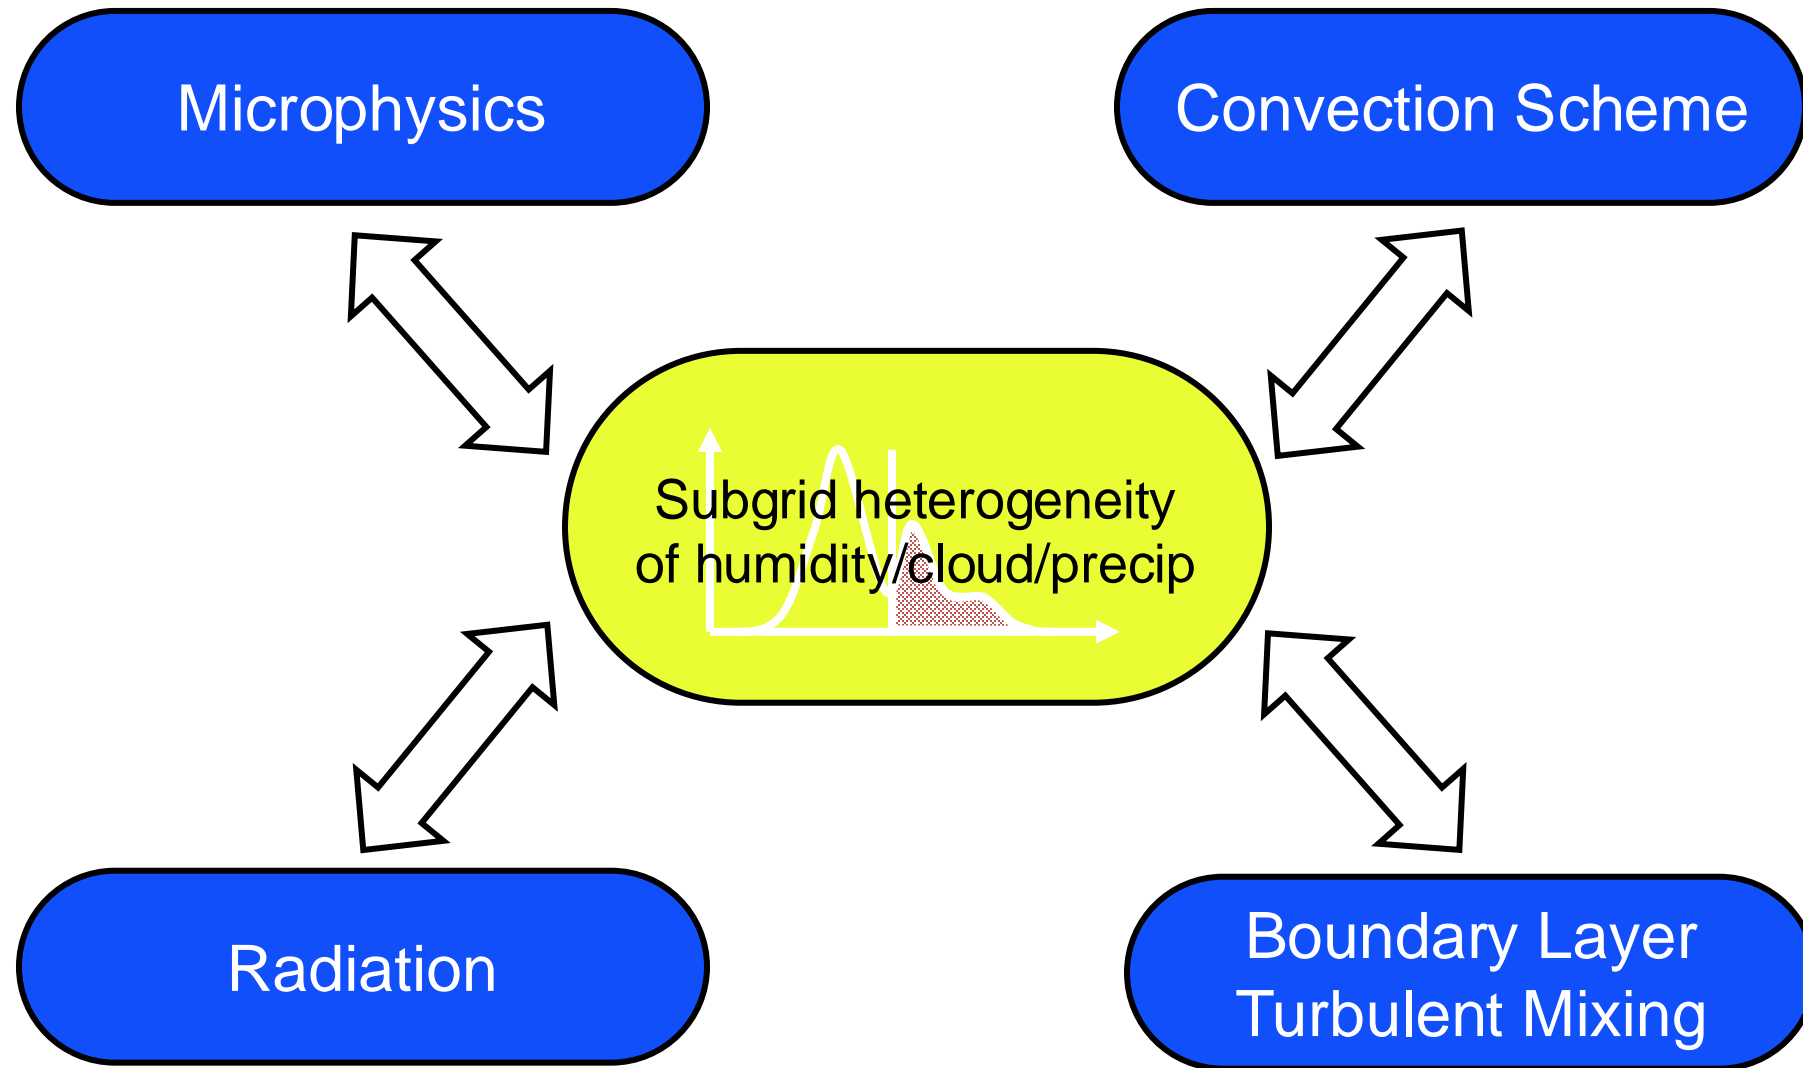 Microphysics
Convection Scheme
Subgrid heterogeneity
of humidity/cloud/precip
Radiation
Boundary Layer
Turbulent Mixing